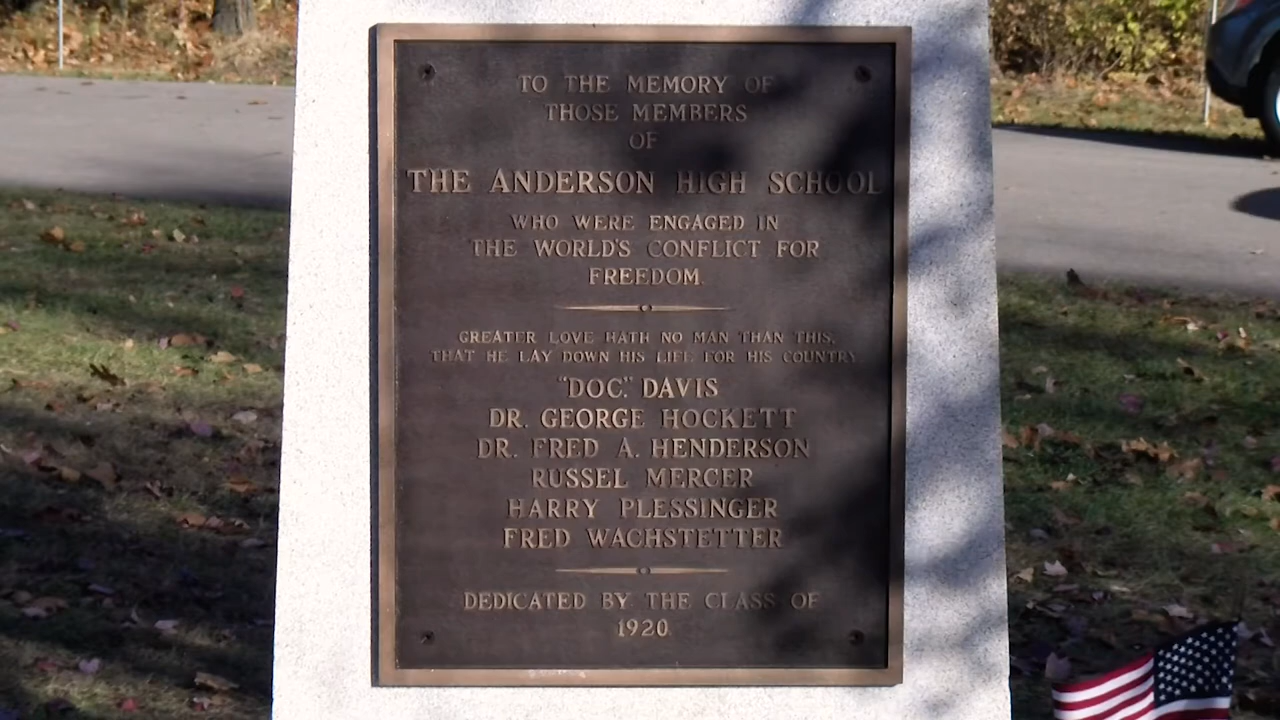 TO THE MEMORY OF
THOSE MEMBERS
OF
THE ANDERSON HIGH SCHOOL
WHO WERE ENGAGED IN
THE WORLD'S CONFLICT FOR
FREEDOM.
GREATER LOVE HATH NO MAN THAN THIS,
THAT HE LAY DOWN HIS LIFE FOR HIS COUNTRY.
"DOC." DAVIS
DR. GEORGE HOCKETT
DR. FRED A. HENDERSON
RUSSEL MERCER
HARRY PLESSINGER
FRED WACHSTETTER
DEDICATED BY THE CLASS OF
1920.